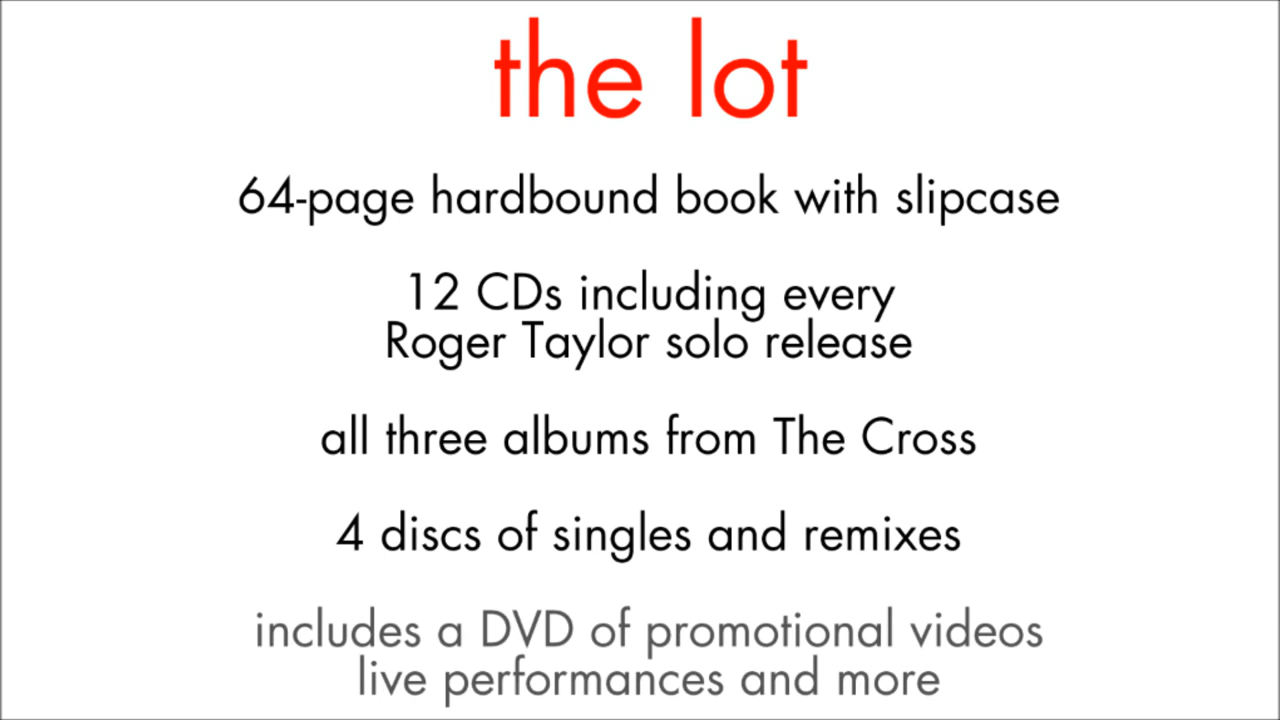 the lot
64-page hardbound book with slipcase
12 CDs including every
Roger Taylor solo release
all three albums from The Cross
4 discs of singles and remixes
includes a DVD of promotional videos
live performances and more